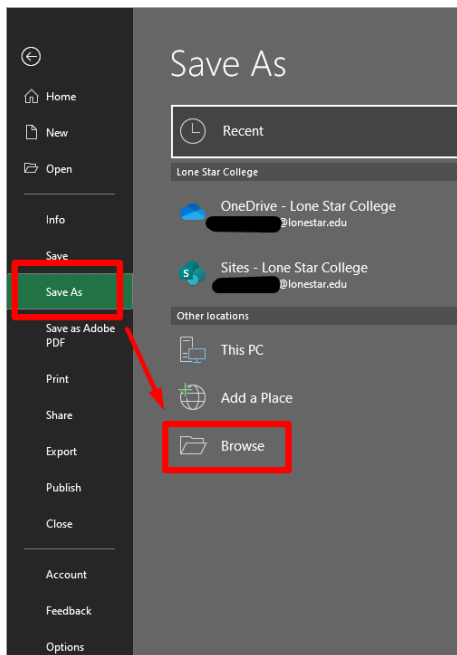 Save As
Home
New
Open
Info
Save
Save As
Save as Adobe
PDF
Print
Share
Export
Publish
Close
Account
Feedback
Options
Recent
Lone Star College
OneDrive - Lone Star College
@lonestar.edu
Sites - Lone Star College
@lonestar.edu
Other locations
This PC
Add a Place
Browse